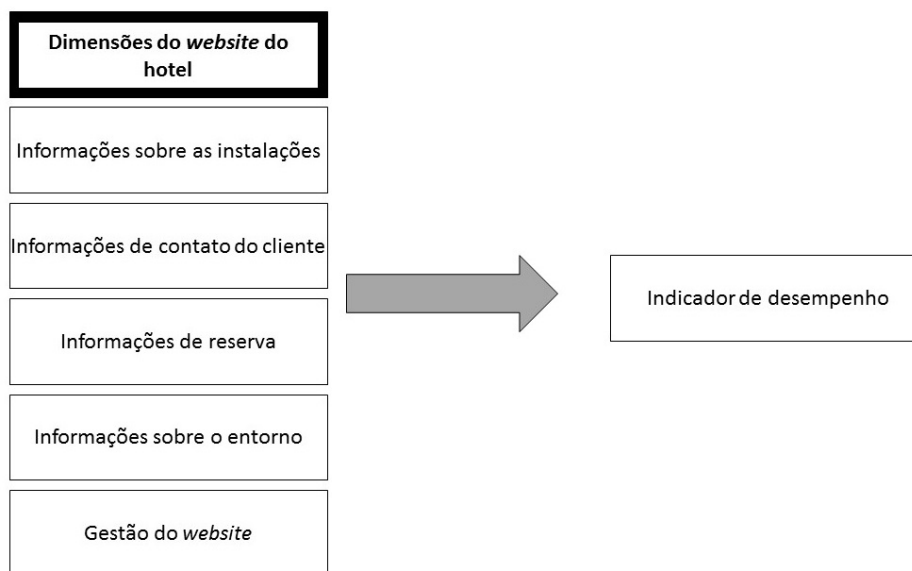 Dimensões do website do
hotel
Informações sobre as instalações
Informações de contato do cliente
Informações de reserva
Informações sobre o entorno
Gestão do website
Indicador de desempenho